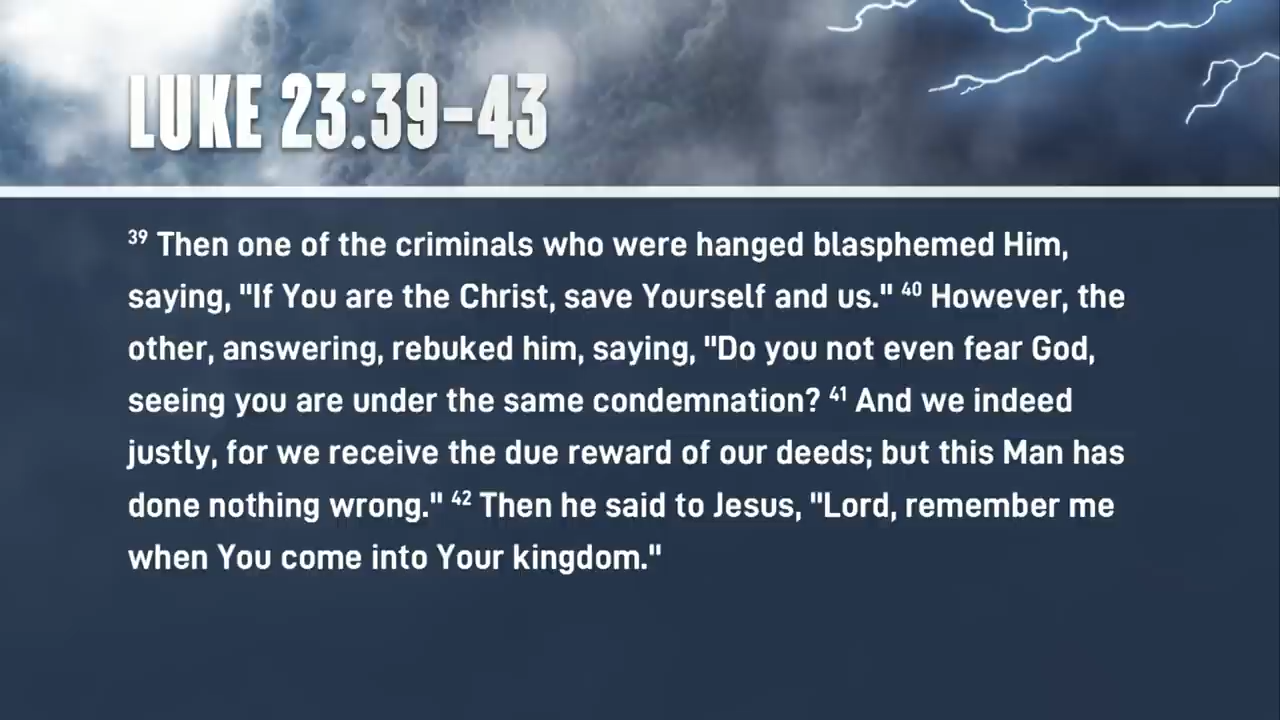 LUKE 23:39–43
39 Then one of the criminals who were hanged blasphemed Him,
saying, "If You are the Christ, save Yourself and us." 40 However, the
other, answering, rebuked him, saying, "Do you not even fear God,
seeing you are under the same condemnation? 41 And we indeed
justly, for we receive the due reward of our deeds; but this Man has
done nothing wrong." 42 Then he said to Jesus, "Lord, remember me
when You come into Your kingdom."